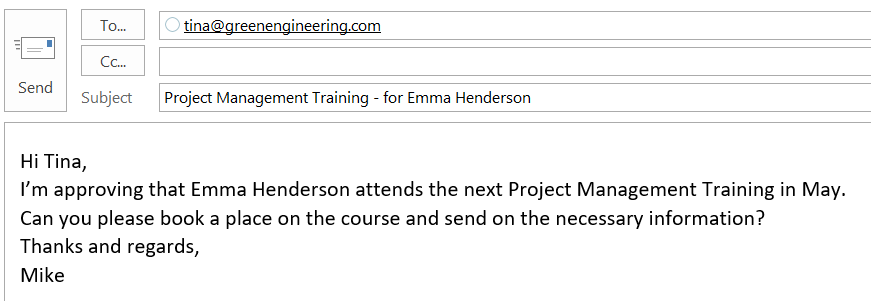 To...
tina@greenengineering.com
Cc...
Send
Subject
Project Management Training - for Emma Henderson
Hi Tina,
I’m approving that Emma Henderson attends the next Project Management Training in May.
Can you please book a place on the course and send on the necessary information?
Thanks and regards,
Mike